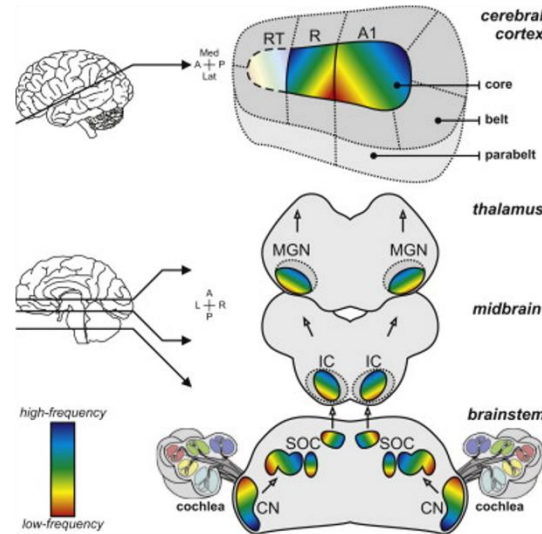 cerebral
cortex
RT R A1
Med
A P
Lat
core
belt
parabelt
thalamus
MGN MGN
A
L R
P
midbrain
IC IC
high-frequency
brainstem
SOC SOC
cochlea CN CN cochlea
low-frequency